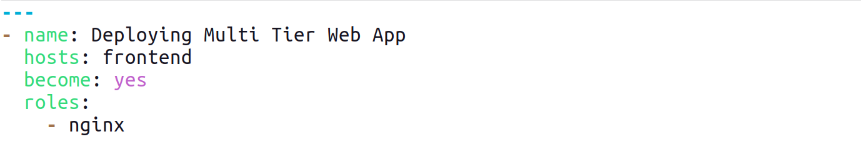 ---
- name: Deploying Multi Tier Web App
  hosts: frontend
  become: yes
  roles:
    - nginx